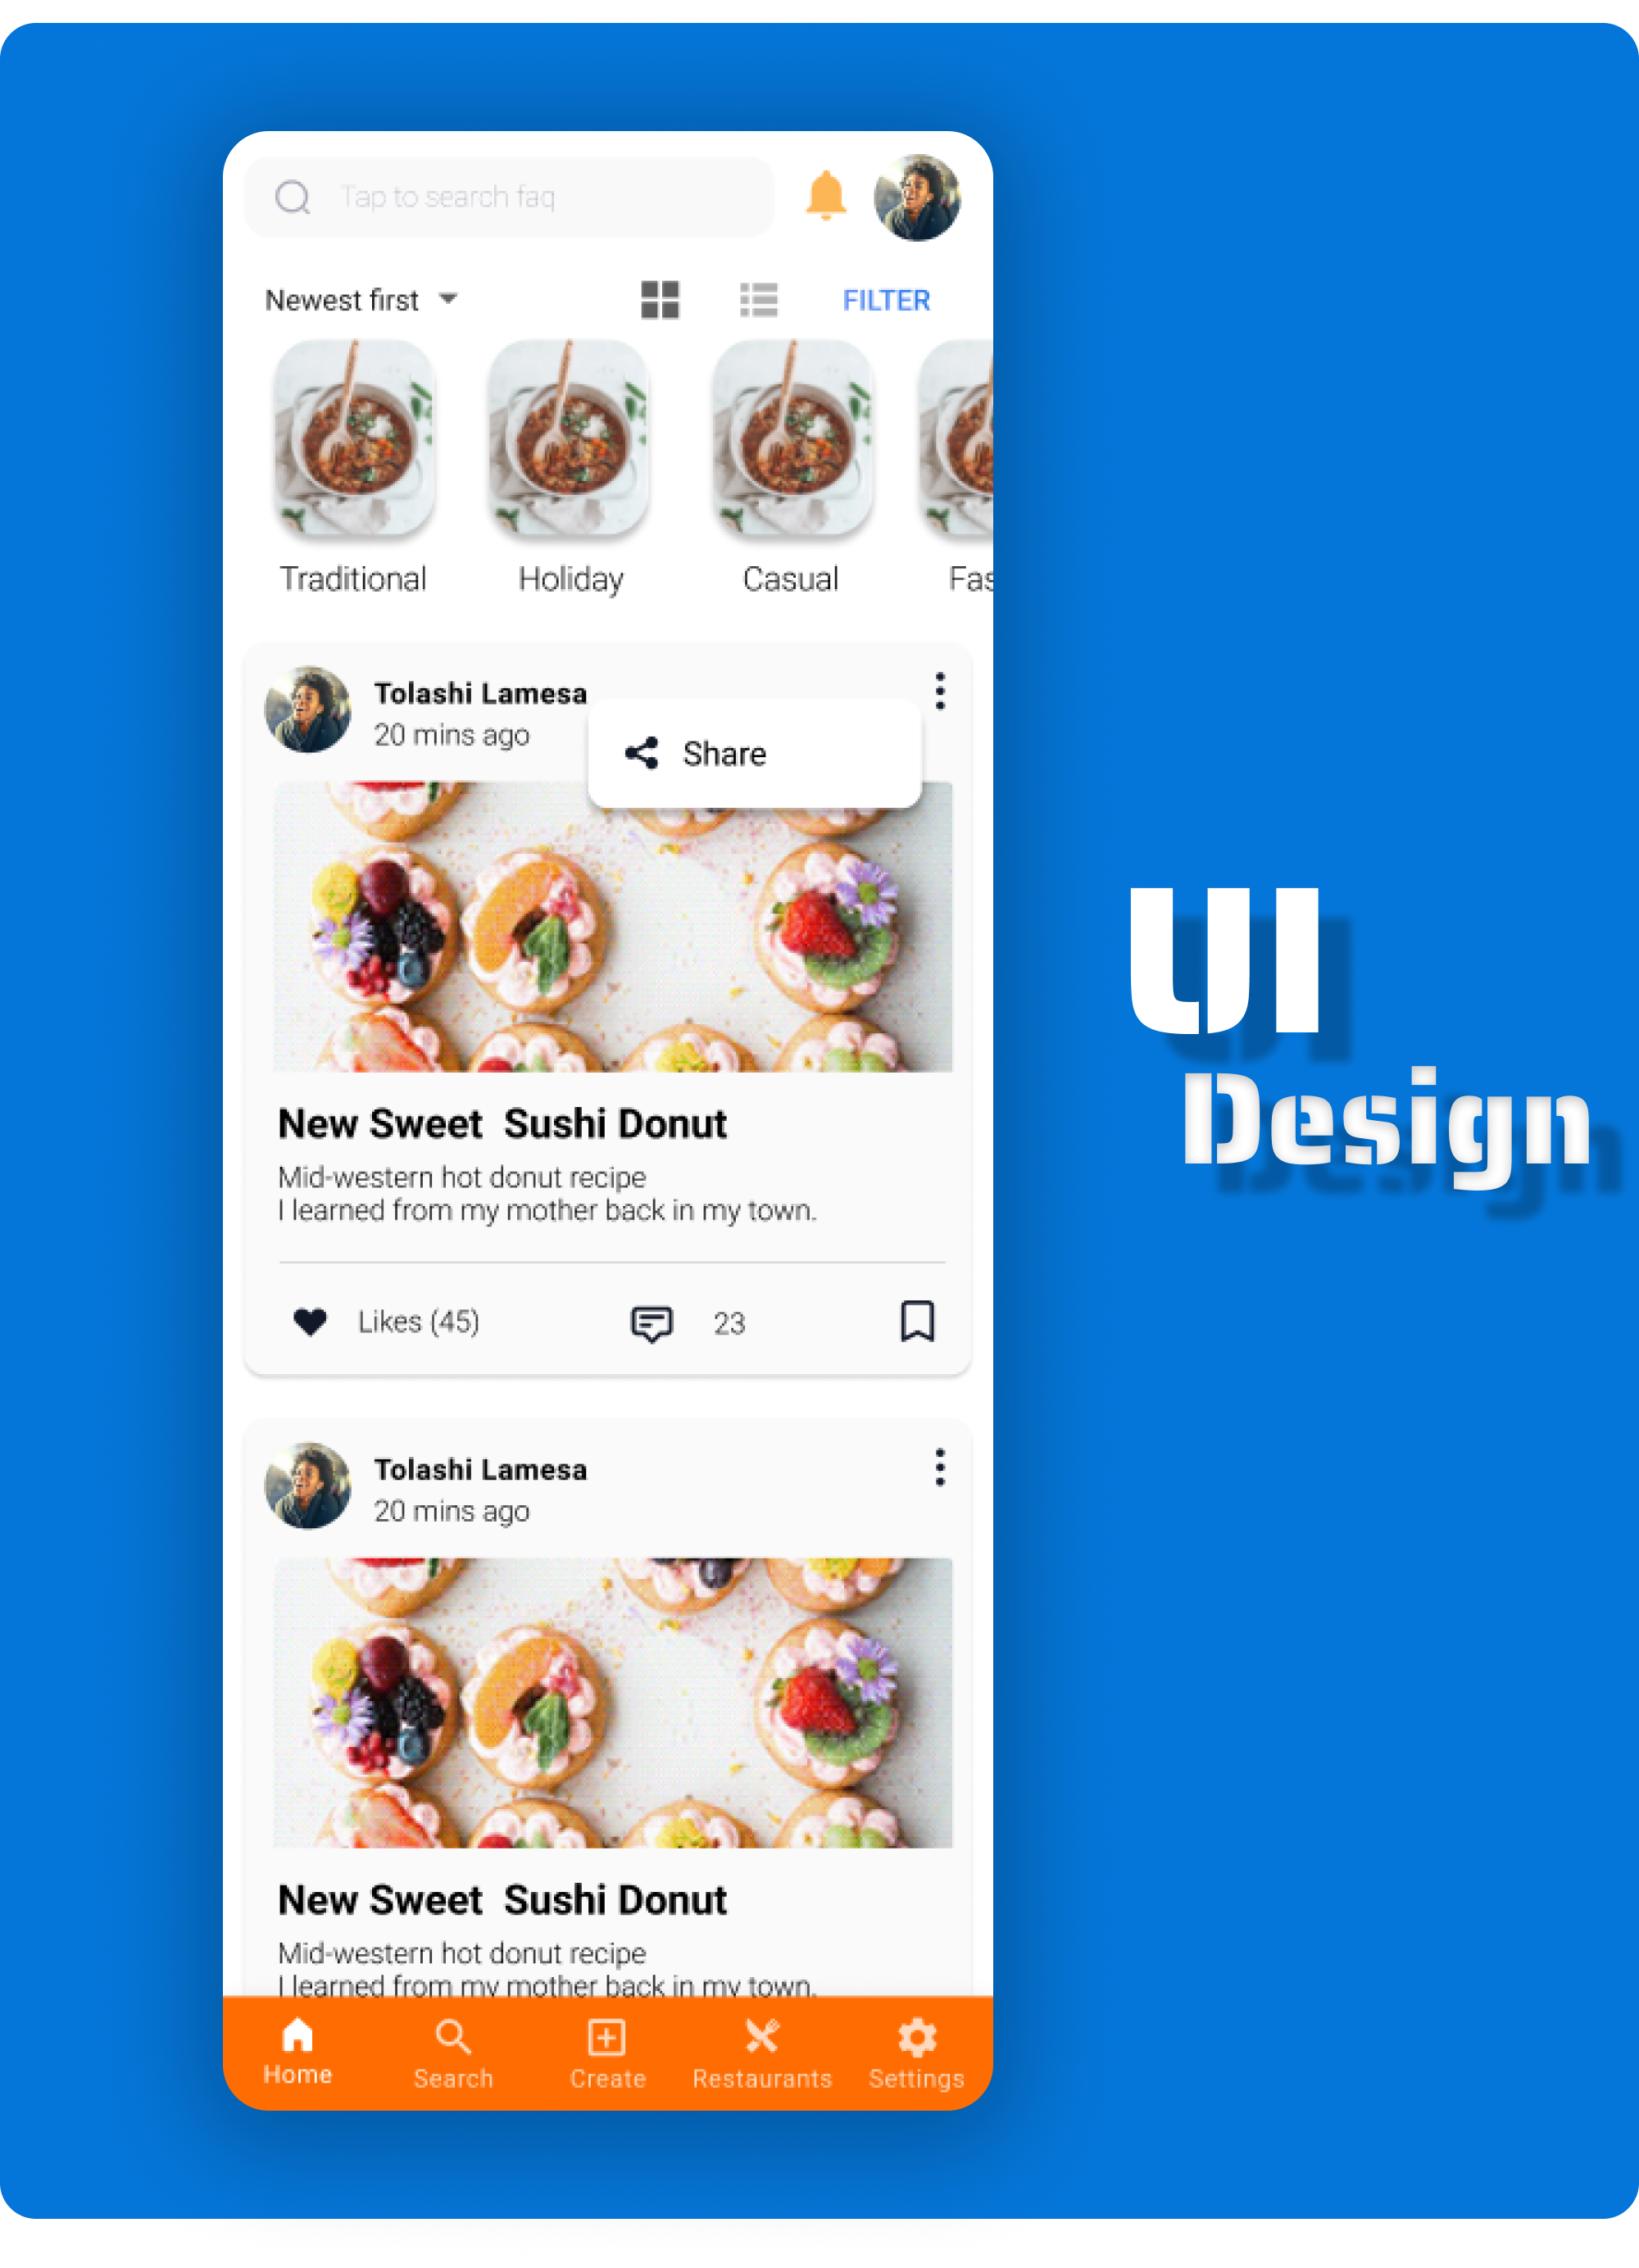 Tap to search faq
Newest first
FILTER
Traditional
Holiday
Casual
Fas
Tolashi Lamesa
20 mins ago
Share
New Sweet  Sushi Donut
Mid-western hot donut recipe
I learned from my mother back in my town.
Likes (45)
23
Tolashi Lamesa
20 mins ago
New Sweet  Sushi Donut
Mid-western hot donut recipe
I learned from my mother back in my town.
Home
Search
Create
Restaurants
Settings
UI
Design